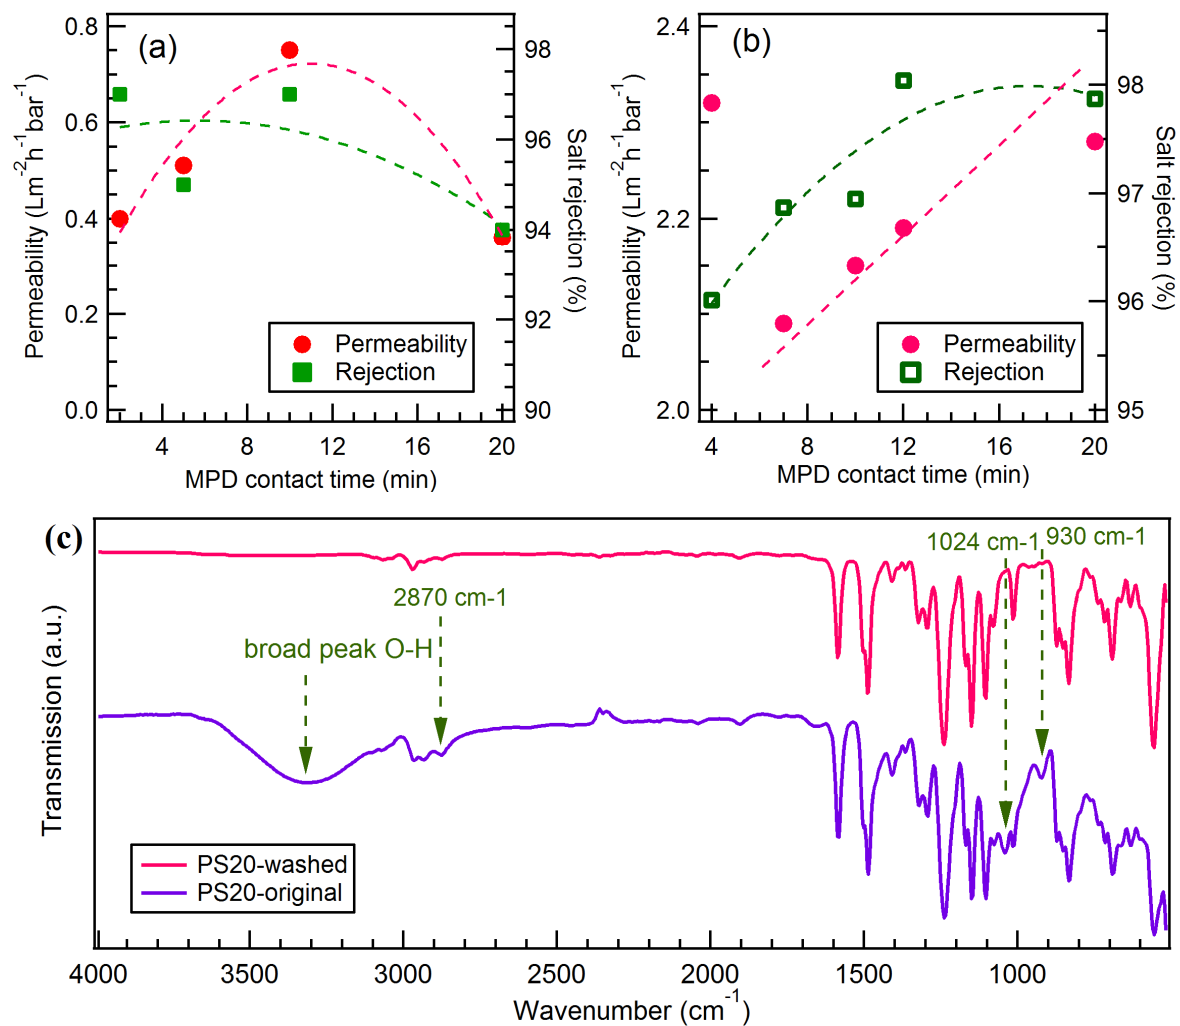 (a)
0.8
0.6
0.4
0.2
0.0
Permeability (Lm⁻²h⁻¹bar⁻¹)
98
96
94
92
90
Salt rejection (%)
Permeability
Rejection
4
8
12
16
20
MPD contact time (min)
(b)
2.4
2.2
2.0
Permeability (Lm⁻²h⁻¹bar⁻¹)
98
97
96
95
Salt rejection (%)
Permeability
Rejection
4
8
12
16
20
MPD contact time (min)
(c)
1024 cm-1
930 cm-1
2870 cm-1
broad peak O-H
Transmission (a.u.)
PS20-washed
PS20-original
4000
3500
3000
2500
2000
1500
1000
Wavenumber (cm⁻¹)